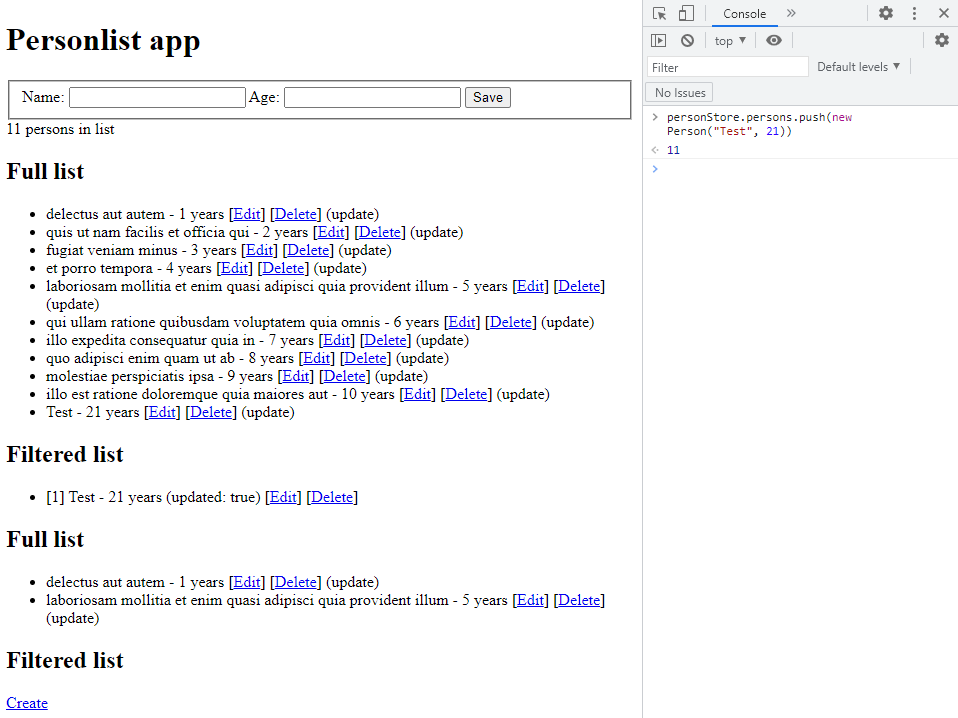 Personlist app
Name: Age: Save
11 persons in list
Full list
delectus aut autem - 1 years [Edit] [Delete] (update)
quis ut nam facilis et officia qui - 2 years [Edit] [Delete] (update)
fugiat veniam minus - 3 years [Edit] [Delete] (update)
et porro tempora - 4 years [Edit] [Delete] (update)
laboriosam mollitia et enim quasi adipisci quia provident illum - 5 years [Edit] [Delete]
(update)
qui ullam ratione quibusdam voluptatem quia omnis - 6 years [Edit] [Delete] (update)
illo expedita consequatur quia in - 7 years [Edit] [Delete] (update)
quo adipisci enim quam ut ab - 8 years [Edit] [Delete] (update)
molestiae perspiciatis ipsa - 9 years [Edit] [Delete] (update)
illo est ratione doloremque quia maiores aut - 10 years [Edit] [Delete] (update)
Test - 21 years [Edit] [Delete] (update)
Filtered list
[1] Test - 21 years (updated: true) [Edit] [Delete]
Full list
delectus aut autem - 1 years [Edit] [Delete] (update)
laboriosam mollitia et enim quasi adipisci quia provident illum - 5 years [Edit] [Delete]
(update)
Filtered list
Create
Console
top
Filter
Default levels
No Issues
personStore.persons.push(new
Person("Test", 21))
11